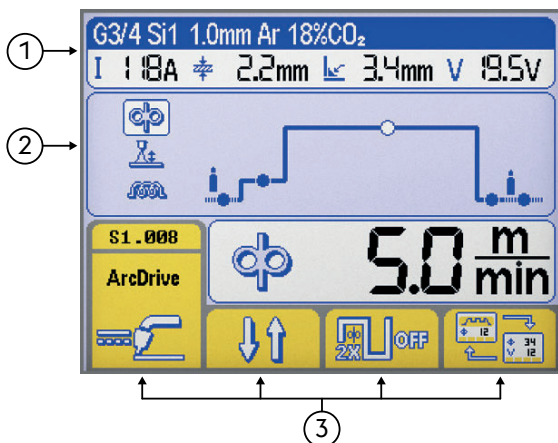 G3/4 Si1 1.0mm Ar 18%CO₂
I 118A 2.2mm 3.4mm V 19.5V
S1.008
ArcDrive
5.0 m/min
2X OFF
12 34
V 12
1
2
3